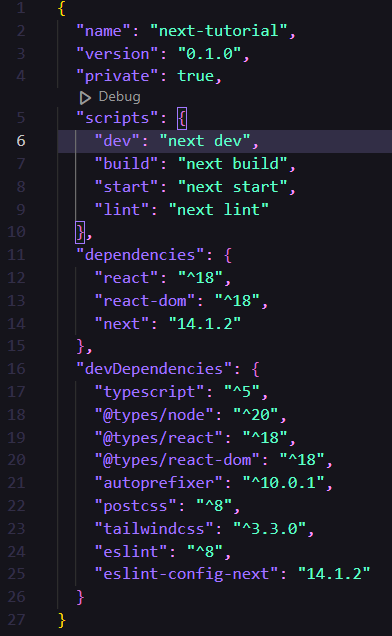 1 {
2 "name": "next-tutorial",
3 "version": "0.1.0",
4 "private": true,
Debug
5 "scripts": {
6 "dev": "next dev",
7 "build": "next build",
8 "start": "next start",
9 "lint": "next lint"
10 },
11 "dependencies": {
12 "react": "^18",
13 "react-dom": "^18",
14 "next": "14.1.2"
15 },
16 "devDependencies": {
17 "typescript": "^5",
18 "@types/node": "^20",
19 "@types/react": "^18",
20 "@types/react-dom": "^18",
21 "autoprefixer": "^10.0.1",
22 "postcss": "^8",
23 "tailwindcss": "^3.3.0",
24 "eslint": "^8",
25 "eslint-config-next": "14.1.2"
26 }
27 }